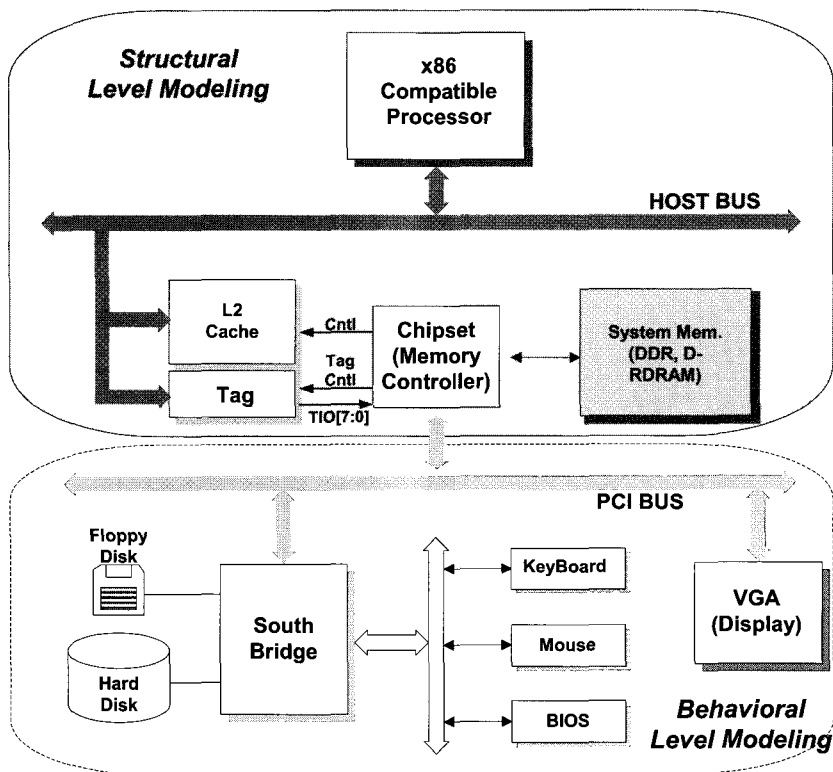 Structural
Level Modeling
x86
Compatible
Processor
HOST BUS
L2
Cache
Cntl
Chipset
(Memory
Controller)
System Mem.
(DDR, D-
RDRAM)
Tag
Cntl
Tag
TIO[7:0]
PCI BUS
Floppy
Disk
KeyBoard
VGA
(Display)
South
Bridge
Mouse
Hard
Disk
BIOS
Behavioral
Level Modeling